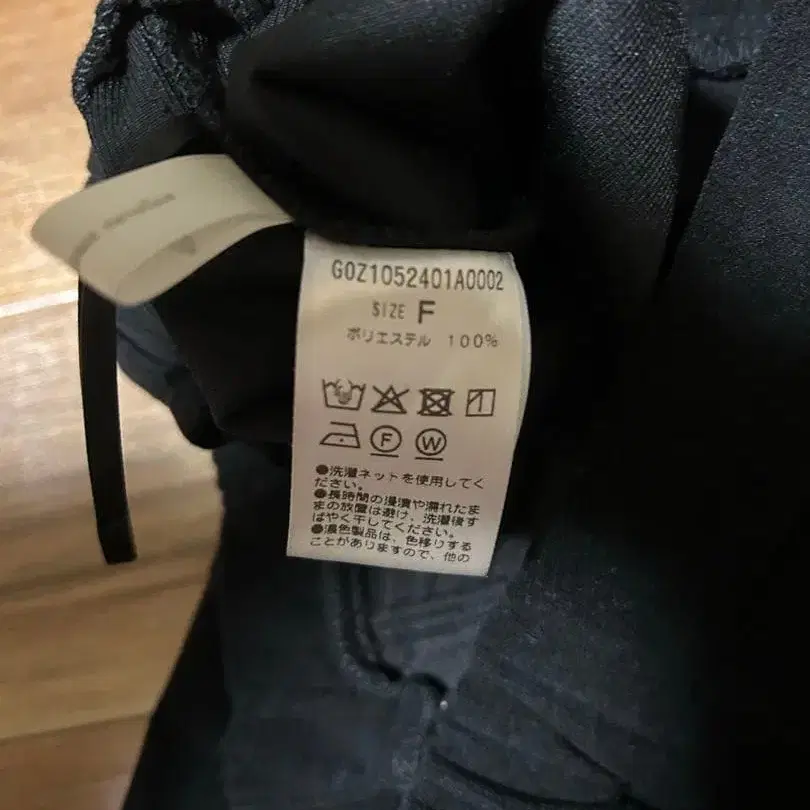 G0Z1052401A0002
SIZE F
ポリエステル 100%
F W
●洗濯ネットを使用してく
ださい。
●長時間の浸漬や濡れたま
まの放置は避け、洗濯後す
ばやく干してください。
●濃色製品は、色移りする
ことがありますので、他の